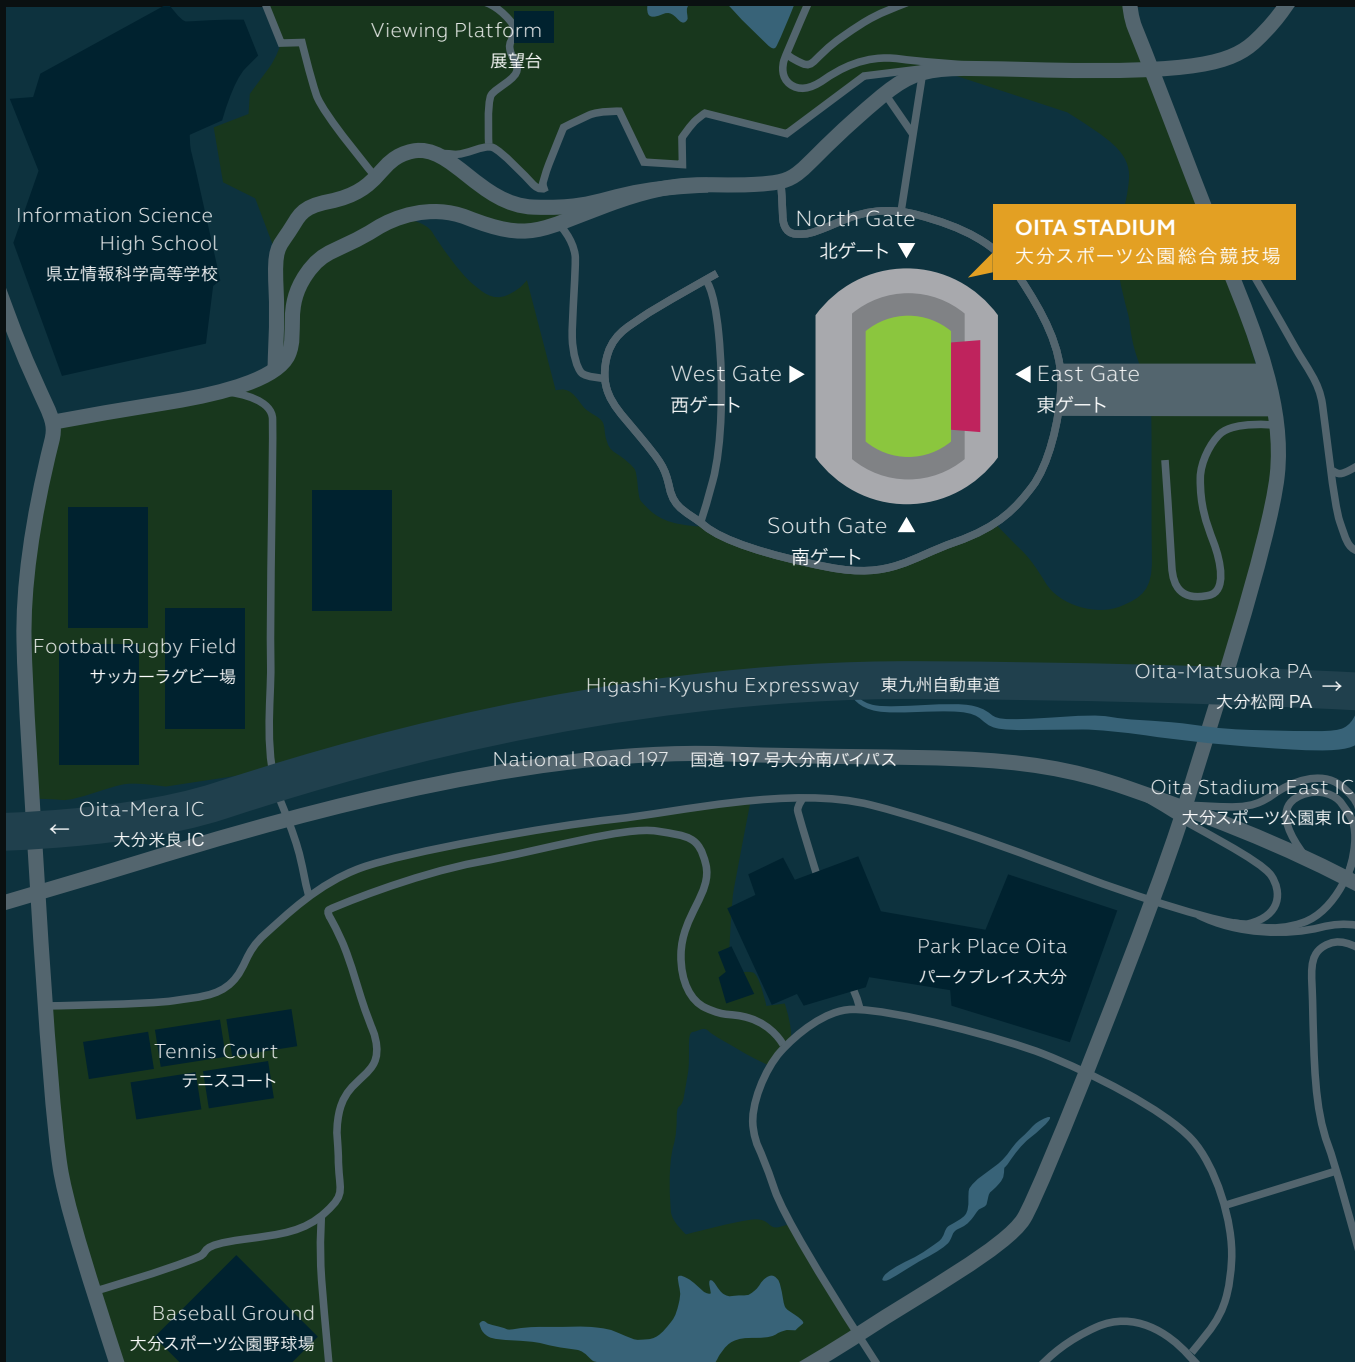 Viewing Platform
展望台
Information Science
High School
県立情報科学高等学校
North Gate
北ゲート ▼
OITA STADIUM
大分スポーツ公園総合競技場
West Gate ▶
西ゲート
◀ East Gate
東ゲート
South Gate ▲
南ゲート
Football Rugby Field
サッカーラグビー場
Higashi-Kyushu Expressway 東九州自動車道
Oita-Matsuoka PA
大分松岡 PA →
National Road 197 国道 197 号大分南バイパス
Oita Stadium East IC
大分スポーツ公園東 IC
Oita-Mera IC
← 大分米良 IC
Park Place Oita
パークプレイス大分
Tennis Court
テニスコート
Baseball Ground
大分スポーツ公園野球場